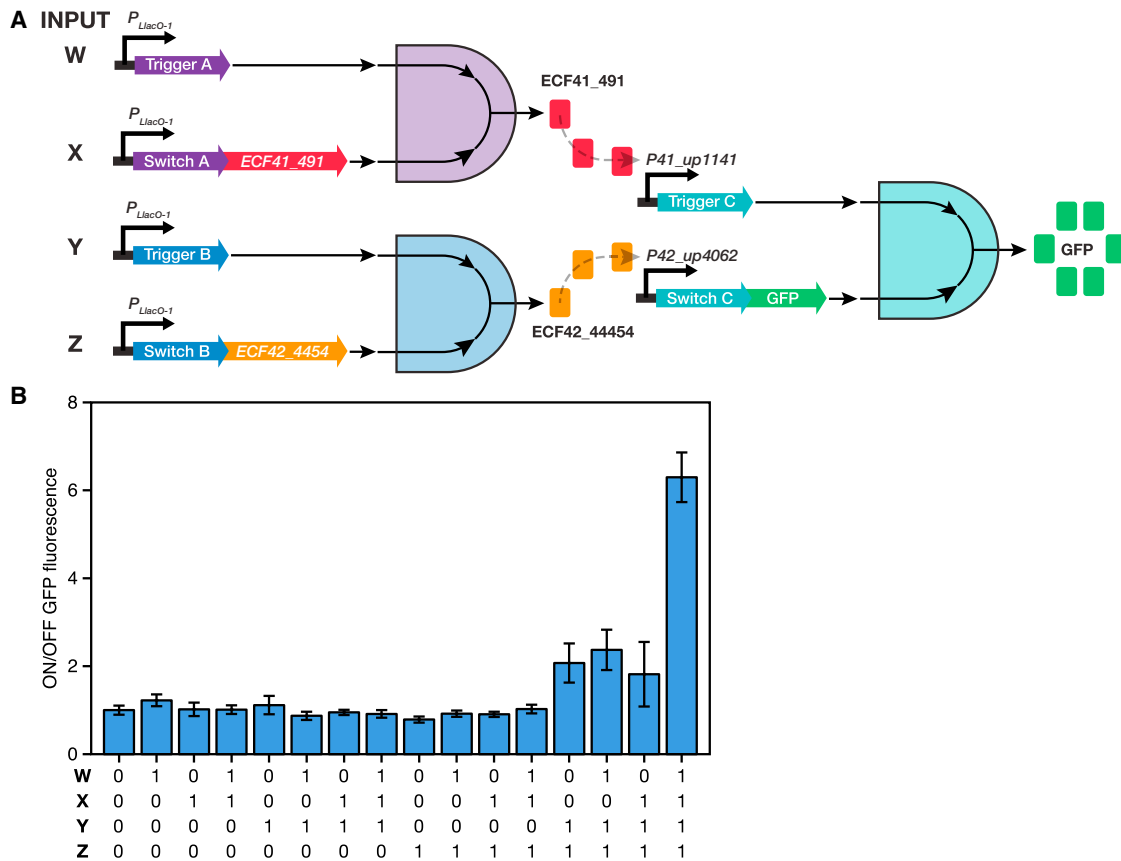 A
INPUT
W
PLlacO-1
Trigger A
X
PLlacO-1
Switch A ECF41_491
ECF41_491
Y
PLlacO-1
Trigger B
Z
PLlacO-1
Switch B ECF42_4454
ECF42_44454
P41_up1141
Trigger C
P42_up4062
Switch C GFP
GFP
B
ON/OFF GFP fluorescence
8
6
4
2
0
W 0 1 0 1 0 1 0 1 0 1 0 1 0 1 0 1
X 0 0 1 1 0 0 1 1 0 0 1 1 0 0 1 1
Y 0 0 0 0 1 1 1 1 0 0 0 0 1 1 1 1
Z 0 0 0 0 0 0 0 0 1 1 1 1 1 1 1 1